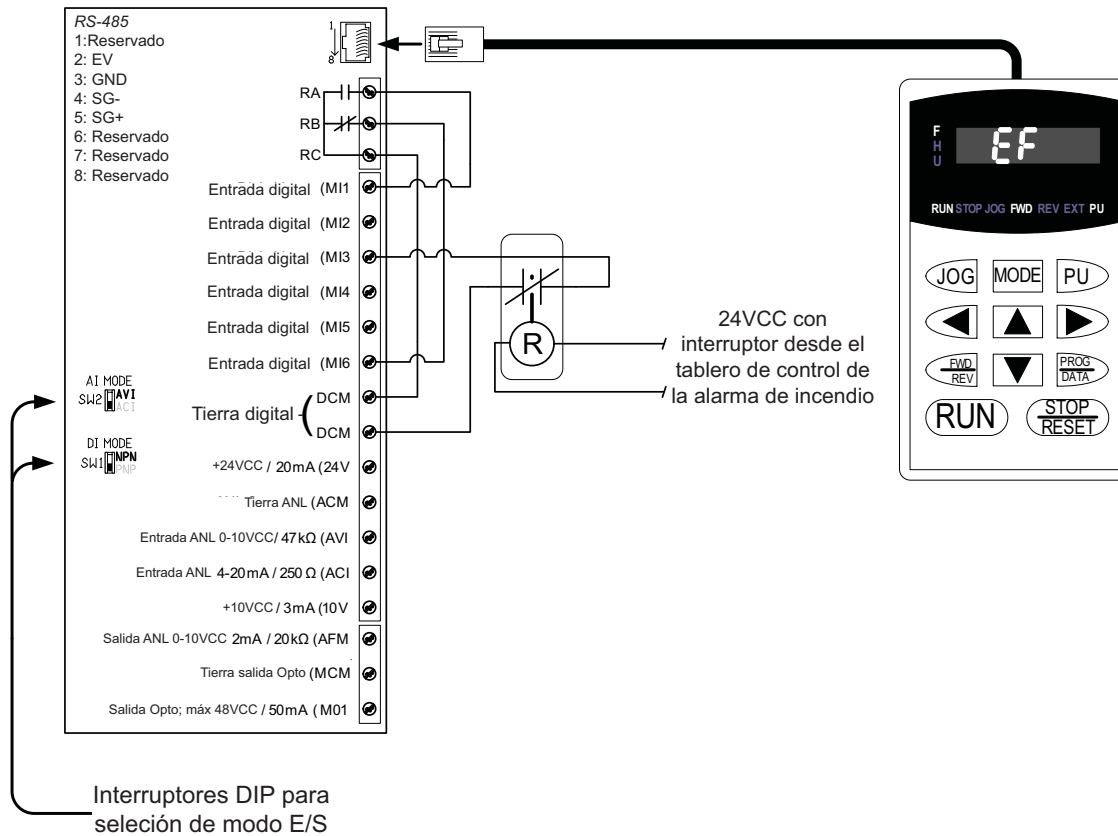 RS-485
1:Reservado
2: EV
3: GND
4: SG-
5: SG+
6: Reservado
7: Reservado
8: Reservado
1
8
RA
RB
RC
Entrada digital (MI1
Entrada digital (MI2
Entrada digital (MI3
Entrada digital (MI4
Entrada digital (MI5
Entrada digital (MI6
Tierra digital (
DCM
DCM
+24VCC / 20mA (24V
Tierra ANL (ACM
Entrada ANL 0-10VCC/ 47kΩ (AVI
Entrada ANL 4-20mA / 250 Ω (ACI
+10VCC / 3mA (10V
Salida ANL 0-10VCC 2mA / 20kΩ (AFM
Tierra salida Opto (MCM
Salida Opto; máx 48VCC / 50mA ( M01
AI MODE
SW2 AVI
ACI
DI MODE
SW1 NPN
PNP
Interruptores DIP para
seleción de modo E/S
R
24VCC con
interruptor desde el
tablero de control de
la alarma de incendio
F
H
U
EF
RUN STOP JOG FWD REV EXT PU
JOG MODE PU
FWD
REV
PROG
DATA
RUN
STOP
RESET